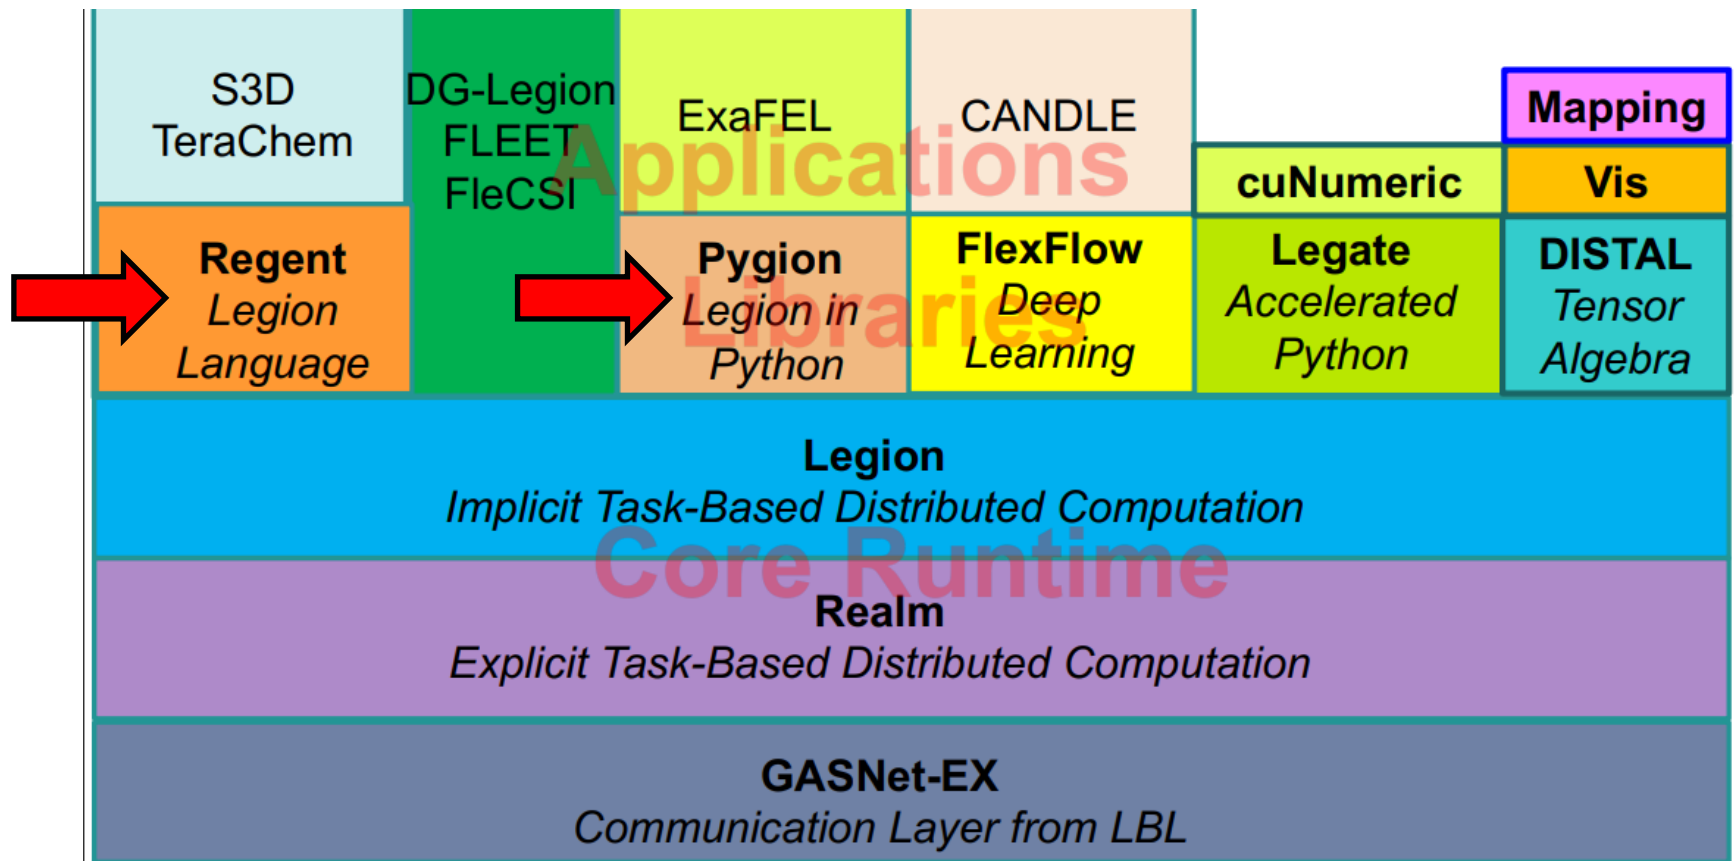 S3D
TeraChem
DG-Legion
FLEET
FleCSI
ExaFEL
CANDLE
Applications
Mapping
cuNumeric
Vis
Regent
Legion
Language
Pygion
Legion in
Python
FlexFlow
Deep
Learning
Libraries
Legate
Accelerated
Python
DISTAL
Tensor
Algebra
Legion
Implicit Task-Based Distributed Computation
Core Runtime
Realm
Explicit Task-Based Distributed Computation
GASNet-EX
Communication Layer from LBL